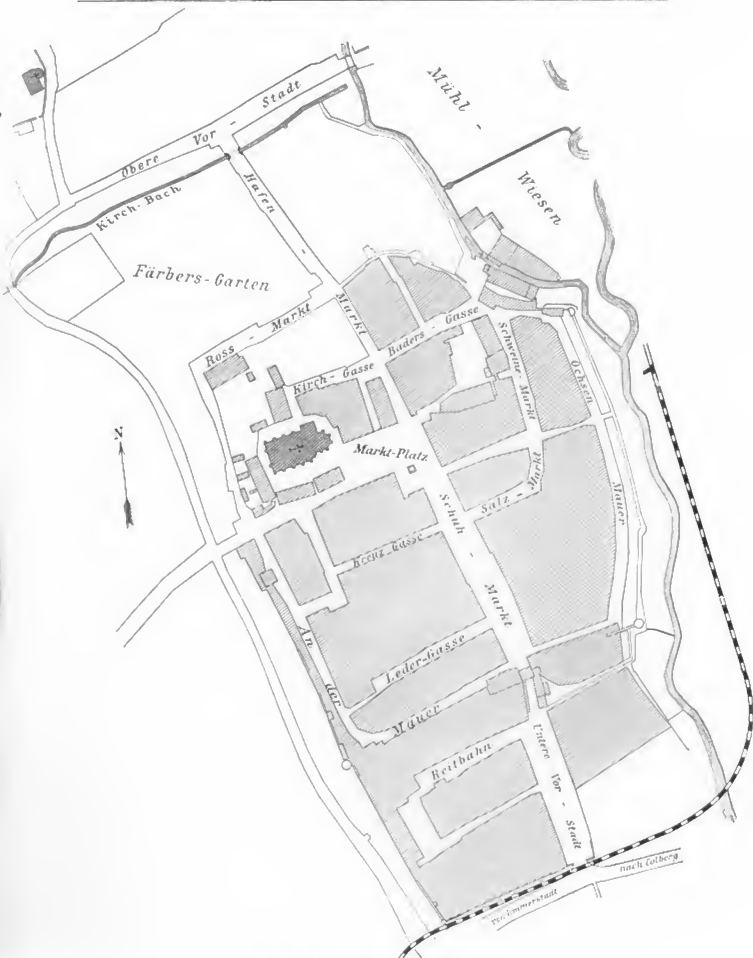 Mühl-
Wiesen
Obere Vor-Stadt
Kirch-Bach
Hafen
Markt
Färbers-Garten
Ross-Markt
Baders-Gasse
Schweine-Markt
Ochsen
Kirch-Gasse
N
Markt-Platz
Salz-Markt
Mauer
Schuh-Markt
Gasse
An der Mauer
Leder-Gasse
Reitbahn
Untere Vor-Stadt
nach Colberg
von Ummerstadt